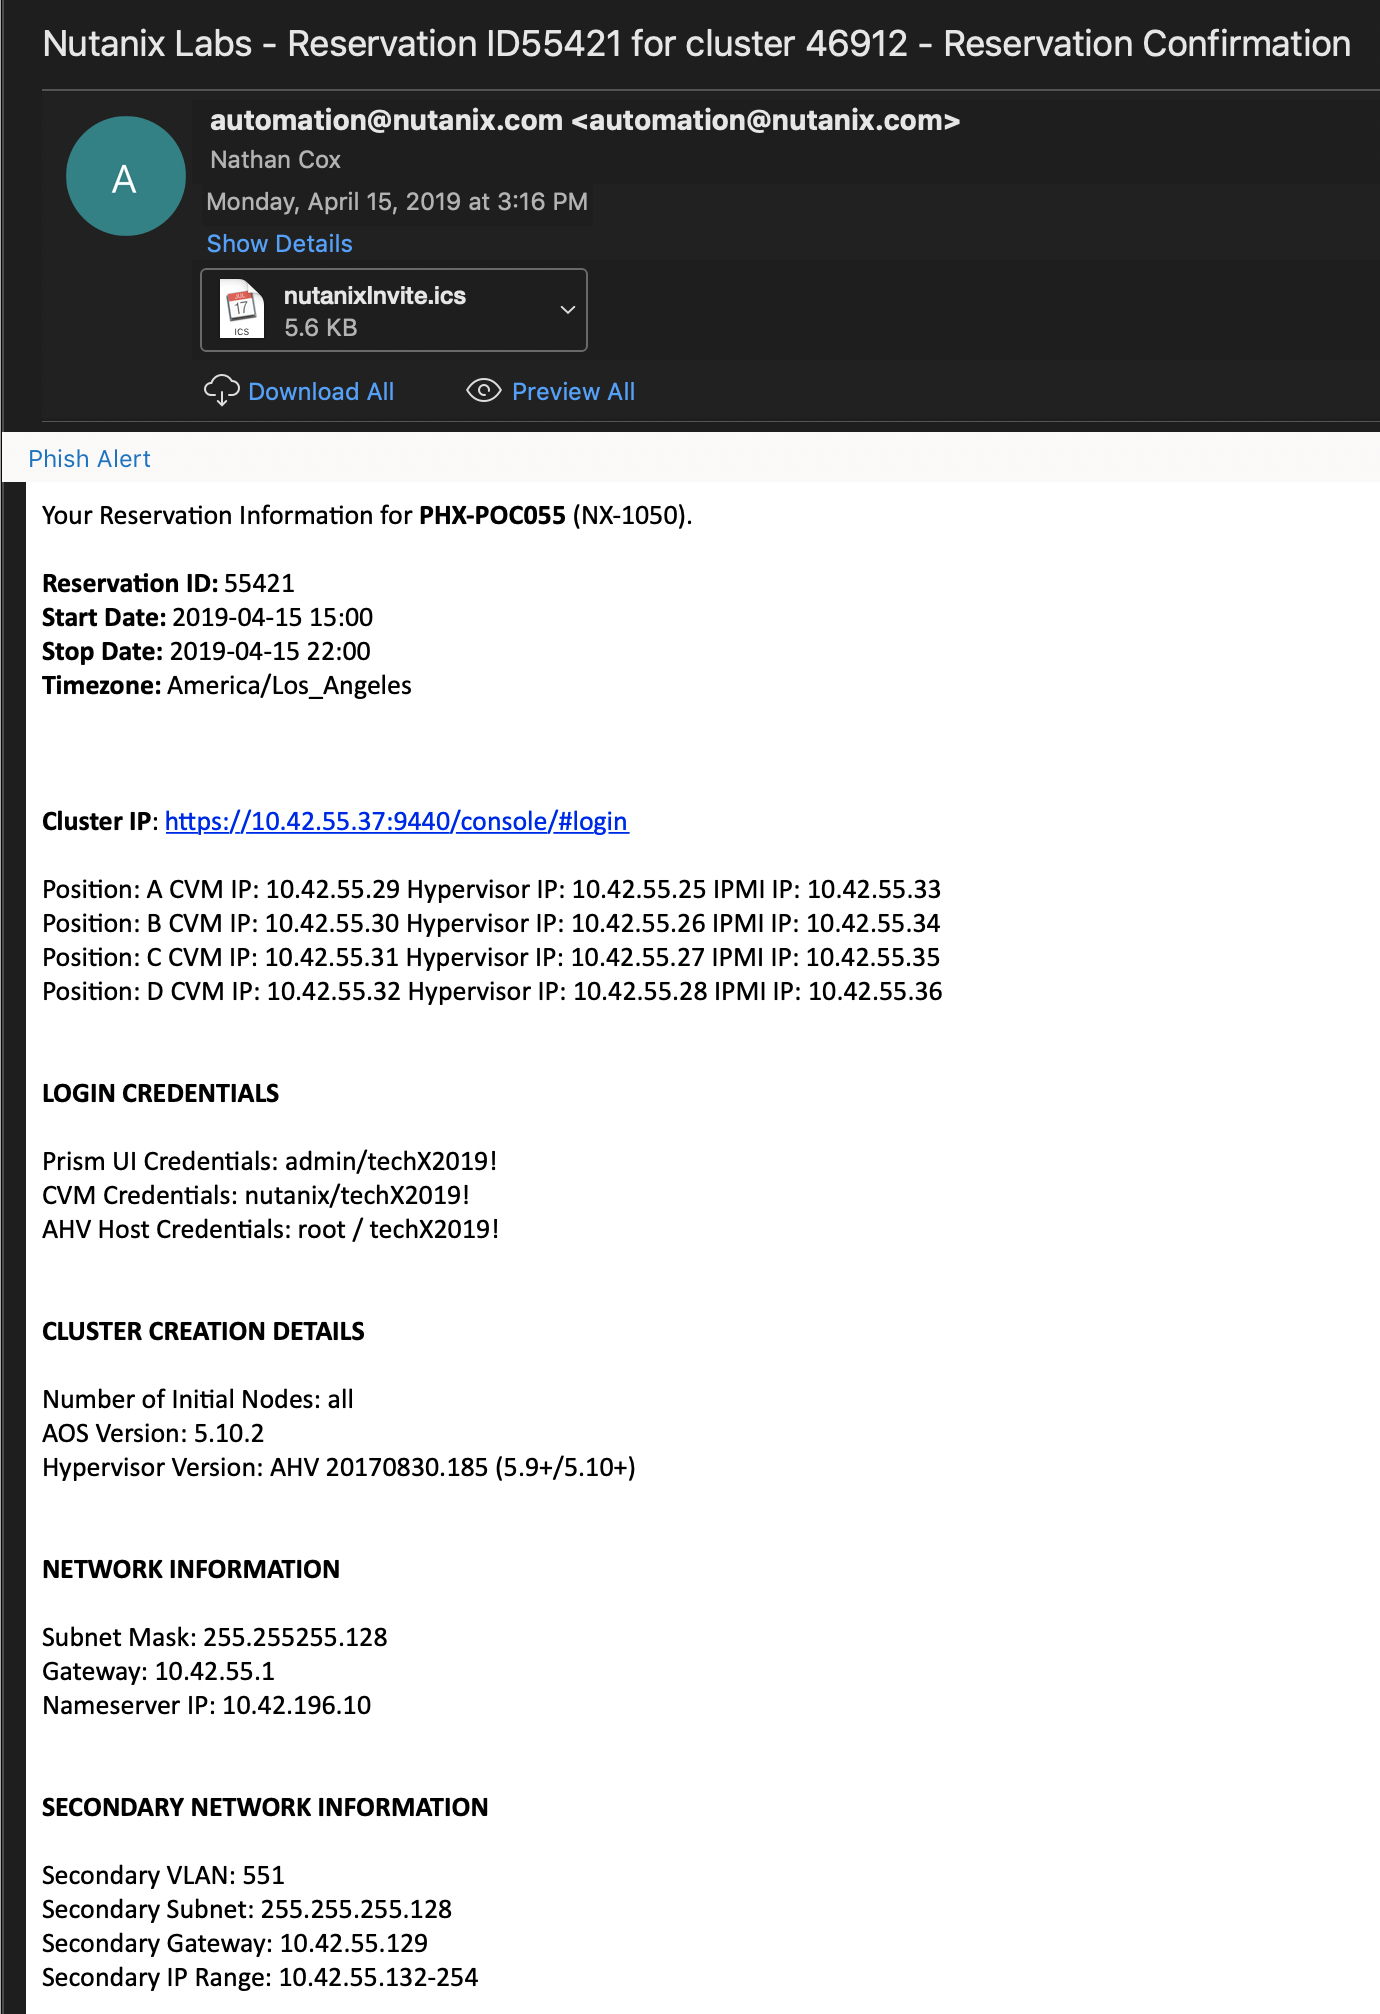 Nutanix Labs - Reservation ID55421 for cluster 46912 - Reservation Confirmation
A
automation@nutanix.com <automation@nutanix.com>
Nathan Cox
Monday, April 15, 2019 at 3:16 PM
Show Details
JUL
17
ICS
nutanixInvite.ics
5.6 KB
Download All
Preview All
Phish Alert
Your Reservation Information for PHX-POC055 (NX-1050).
Reservation ID: 55421
Start Date: 2019-04-15 15:00
Stop Date: 2019-04-15 22:00
Timezone: America/Los_Angeles
Cluster IP: https://10.42.55.37:9440/console/#login
Position: A CVM IP: 10.42.55.29 Hypervisor IP: 10.42.55.25 IPMI IP: 10.42.55.33
Position: B CVM IP: 10.42.55.30 Hypervisor IP: 10.42.55.26 IPMI IP: 10.42.55.34
Position: C CVM IP: 10.42.55.31 Hypervisor IP: 10.42.55.27 IPMI IP: 10.42.55.35
Position: D CVM IP: 10.42.55.32 Hypervisor IP: 10.42.55.28 IPMI IP: 10.42.55.36
LOGIN CREDENTIALS
Prism UI Credentials: admin/techX2019!
CVM Credentials: nutanix/techX2019!
AHV Host Credentials: root / techX2019!
CLUSTER CREATION DETAILS
Number of Initial Nodes: all
AOS Version: 5.10.2
Hypervisor Version: AHV 20170830.185 (5.9+/5.10+)
NETWORK INFORMATION
Subnet Mask: 255.255255.128
Gateway: 10.42.55.1
Nameserver IP: 10.42.196.10
SECONDARY NETWORK INFORMATION
Secondary VLAN: 551
Secondary Subnet: 255.255.255.128
Secondary Gateway: 10.42.55.129
Secondary IP Range: 10.42.55.132-254